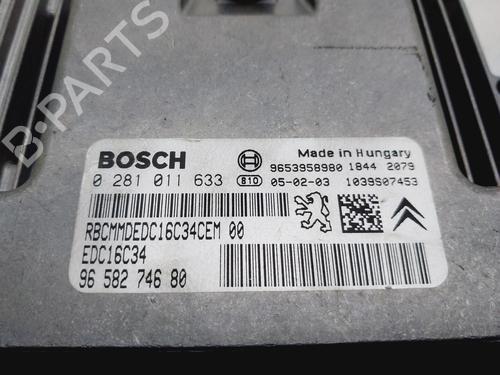 B-PARTS
BOSCH
Made in Hungary
9653958980 1844 2079
0 281 011 633 810 05-02-03 1039S07453
RBCMMDEDC16C34CEM 00
EDC16C34
96 582 746 80